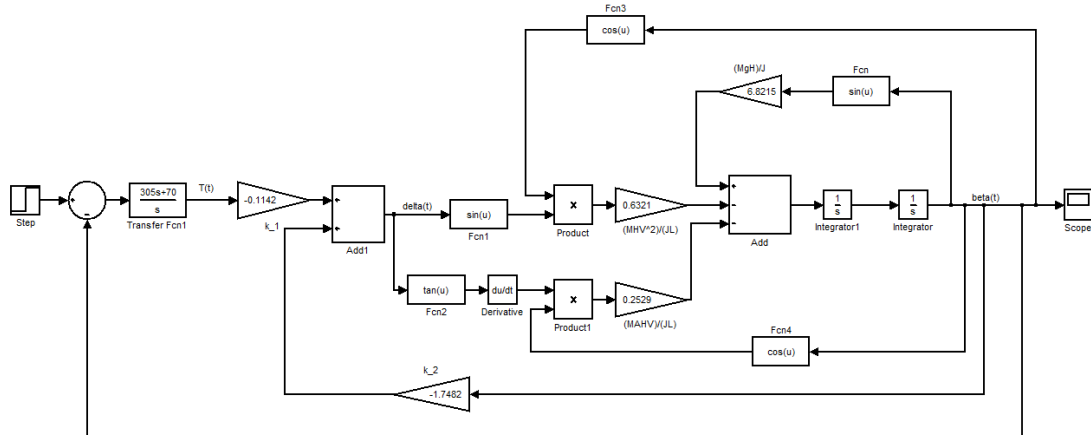 Fcn3
cos(u)
(MgH)/J
6.8215
Fcn
sin(u)
Step
305s+70
s
Transfer Fcn1
T(t)
-0.1142
k_1
Add1
delta(t)
sin(u)
Fcn1
×
Product
0.6321
(MHV^2)/(JL)
Add
1
s
Integrator1
1
s
Integrator
beta(t)
Scope
tan(u)
Fcn2
du/dt
Derivative
×
Product1
0.2529
(MAHV)/(JL)
Fcn4
cos(u)
k_2
-1.7482